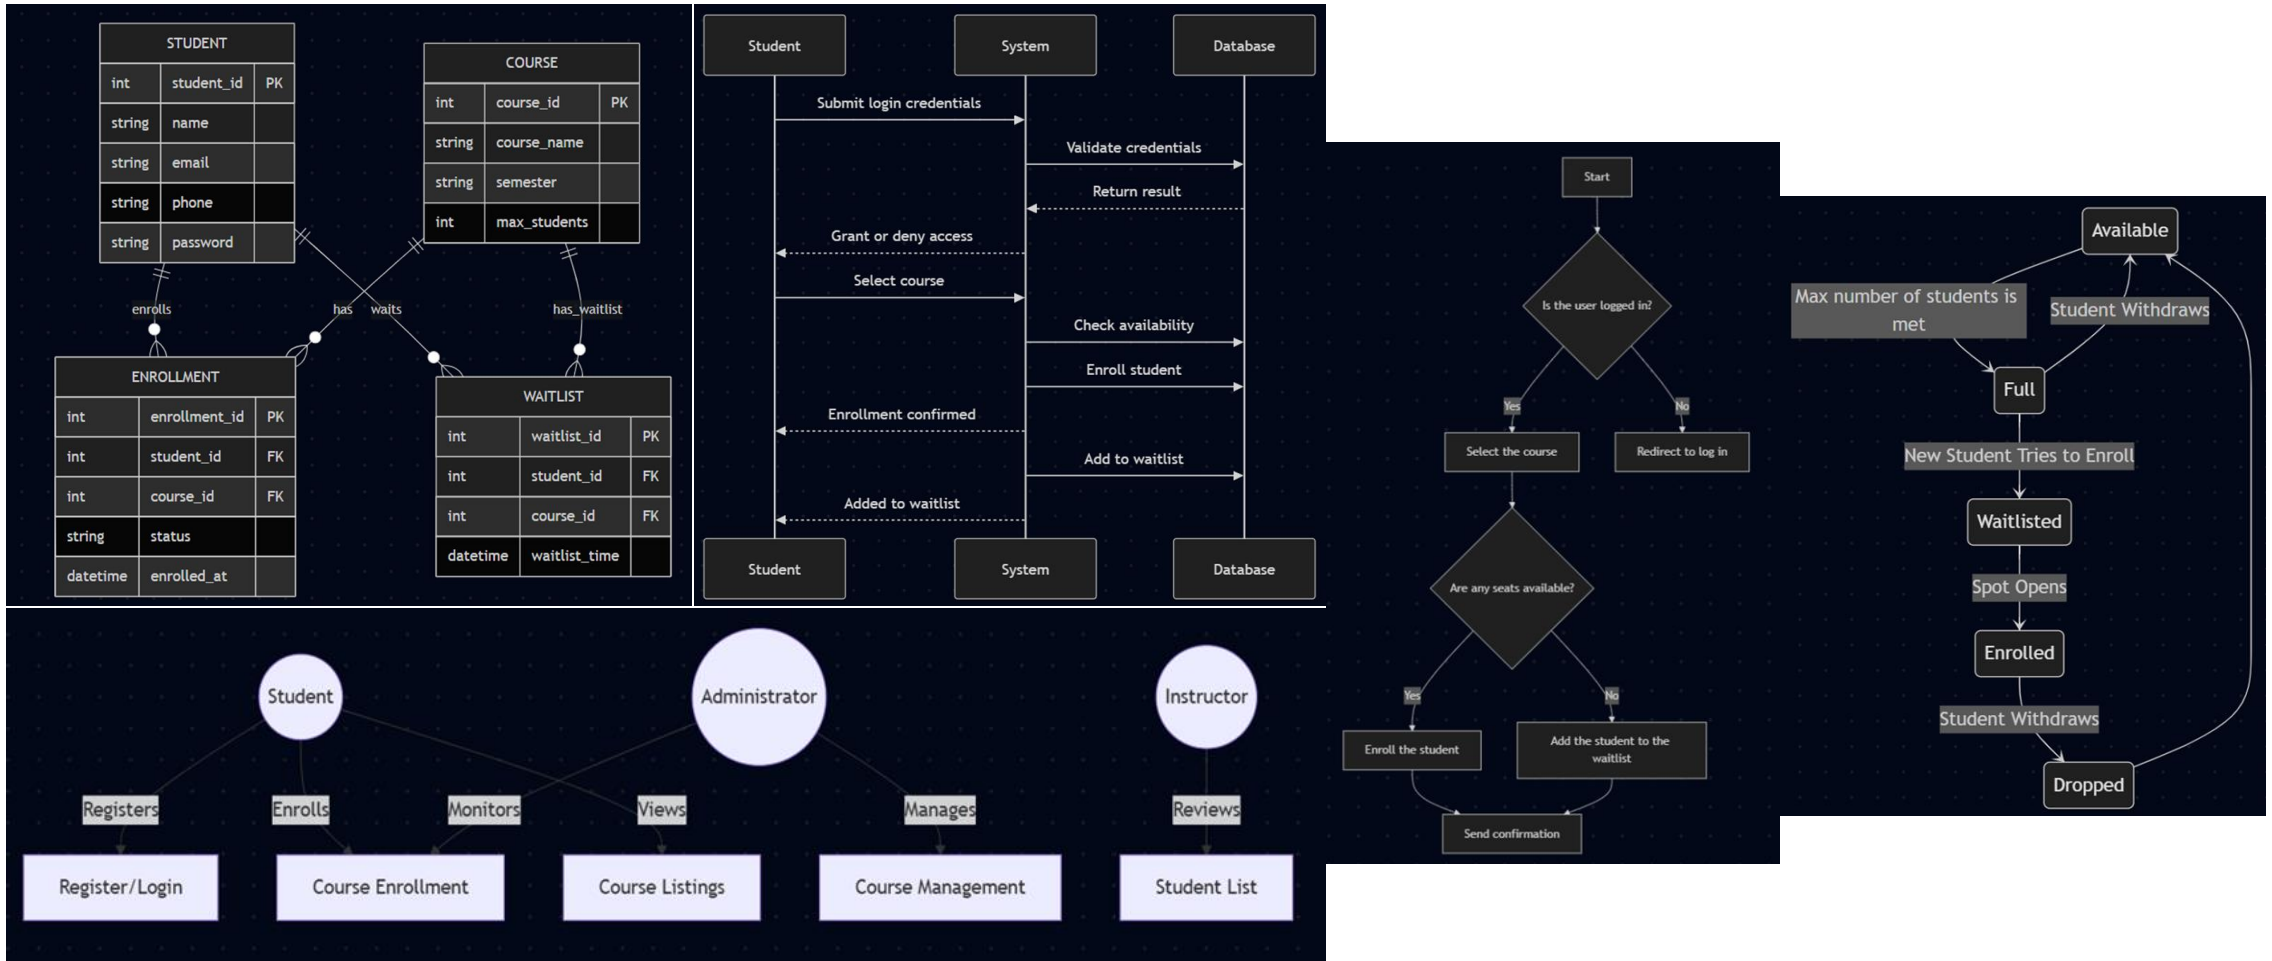 STUDENT
int student_id PK
string name
string email
string phone
string password
COURSE
int course_id PK
string course_name
string semester
int max_students
enrolls
has
waits
has_waitlist
ENROLLMENT
int enrollment_id PK
int student_id FK
int course_id FK
string status
datetime enrolled_at
WAITLIST
int waitlist_id PK
int student_id FK
int course_id FK
datetime waitlist_time
Student
System
Database
Submit login credentials
Validate credentials
Return result
Grant or deny access
Select course
Check availability
Enroll student
Enrollment confirmed
Add to waitlist
Added to waitlist
Student
System
Database
Student
Administrator
Instructor
Registers
Enrolls
Monitors
Views
Manages
Reviews
Register/Login
Course Enrollment
Course Listings
Course Management
Student List
Start
Is the user logged in?
Yes
No
Select the course
Redirect to log in
Are any seats available?
Yes
No
Enroll the student
Add the student to the
waitlist
Send confirmation
Available
Max number of students is
met
Student Withdraws
Full
New Student Tries to Enroll
Waitlisted
Spot Opens
Enrolled
Student Withdraws
Dropped